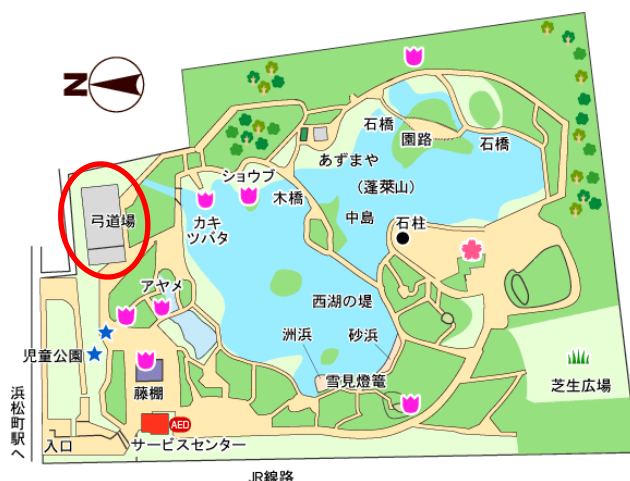 N
石橋
園路
石橋
あずまや
(蓬莱山)
ショウブ
木橋
カキ
ツバタ
中島
石柱
弓道場
アヤメ
西湖の堤
洲浜
砂浜
児童公園
雪見燈篭
藤棚
芝生広場
AED
浜松町駅へ
入口
サービスセンター
JR線路